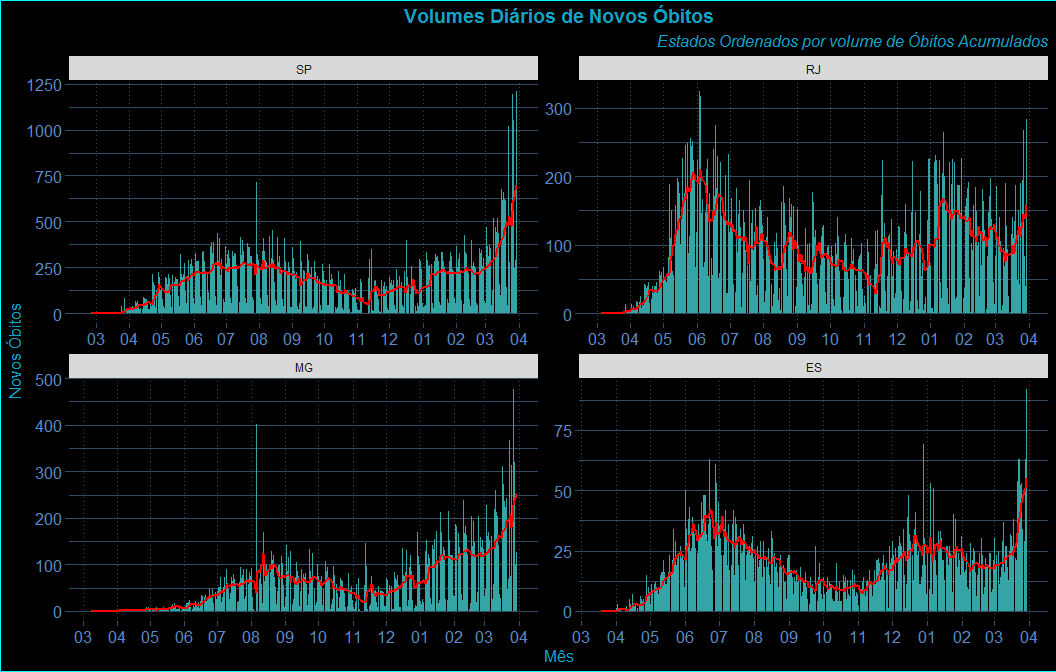 Volumes Diários de Novos Óbitos
Estados Ordenados por volume de Óbitos Acumulados
SP
1250
1000
750
500
250
0
03 04 05 06 07 08 09 10 11 12 01 02 03 04
RJ
300
200
100
0
03 04 05 06 07 08 09 10 11 12 01 02 03 04
Novos Óbitos
MG
500
400
300
200
100
0
03 04 05 06 07 08 09 10 11 12 01 02 03 04
ES
75
50
25
0
03 04 05 06 07 08 09 10 11 12 01 02 03 04
Mês